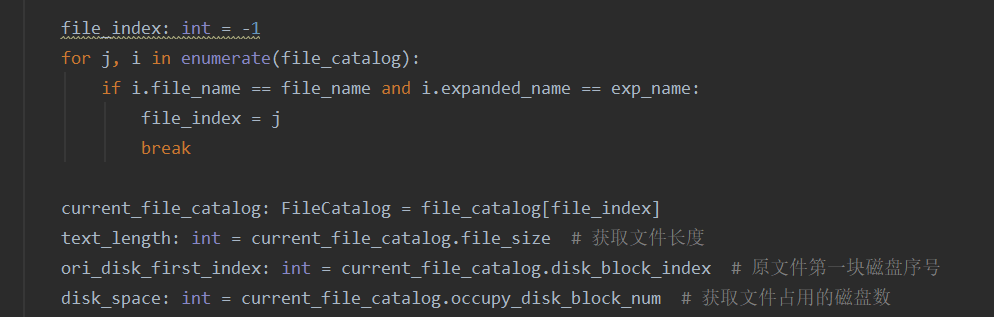 file_index: int = -1
for j, i in enumerate(file_catalog):
    if i.file_name == file_name and i.expanded_name == exp_name:
        file_index = j
        break
current_file_catalog: FileCatalog = file_catalog[file_index]
text_length: int = current_file_catalog.file_size  # 获取文件长度
ori_disk_first_index: int = current_file_catalog.disk_block_index  # 原文件第一块磁盘序号
disk_space: int = current_file_catalog.occupy_disk_block_num  # 获取文件占用的磁盘数